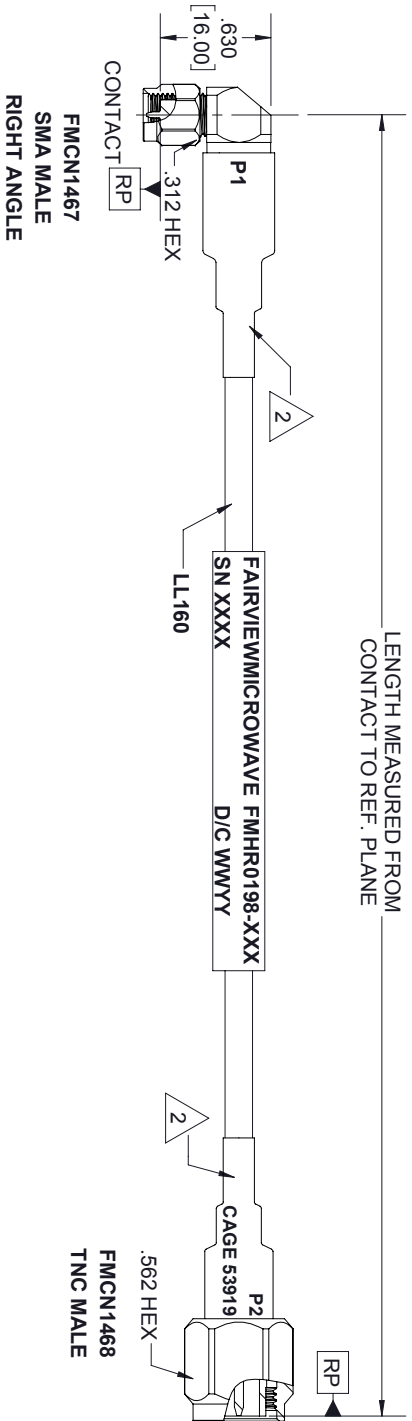 LENGTH MEASURED FROM
CONTACT TO REF. PLANE
.630
[16.00]
CONTACT
RP
.312 HEX
P1
FMCN1467
SMA MALE
RIGHT ANGLE
2
LL160
FAIRVIEWMICROWAVE FMHR0198-XXX
SN XXXX D/C WWYY
2
CAGE 53919
P2
.562 HEX
FMCN1468
TNC MALE
RP